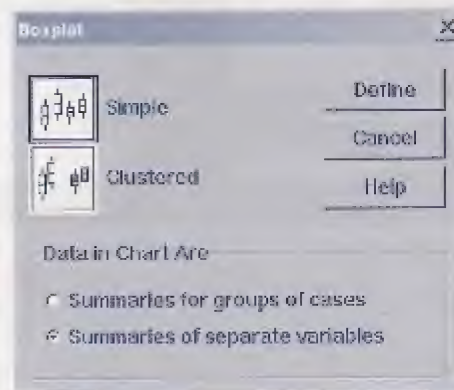 Boxplot
Simple
Define
Cancel
Clustered
Help
Data in Chart Are
Summaries for groups of cases
Summaries of separate variables